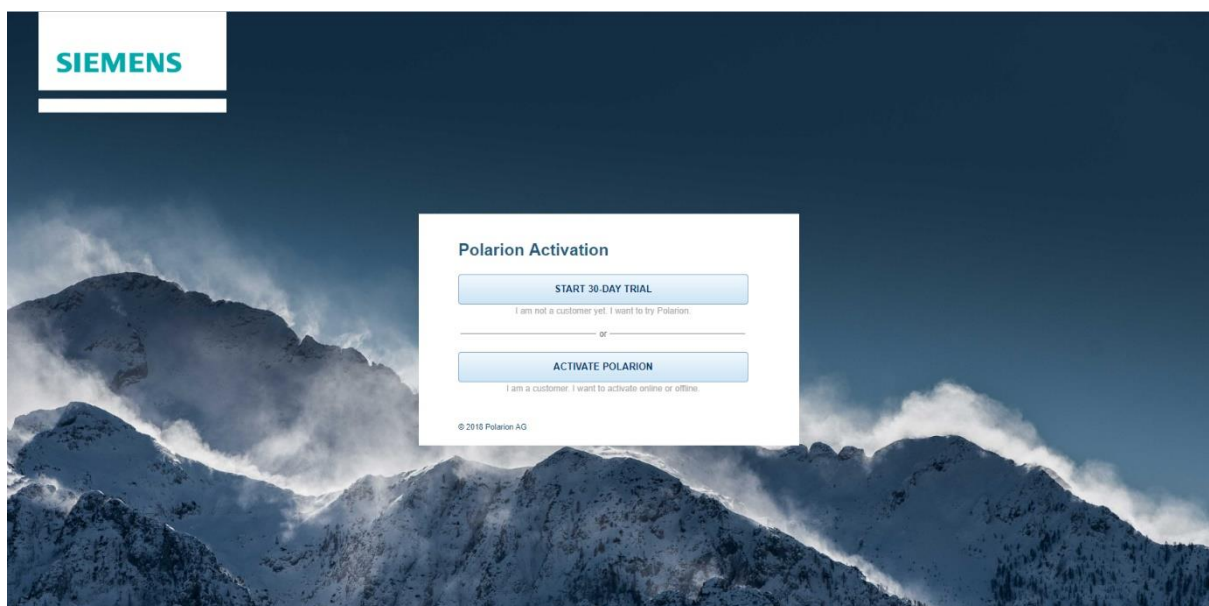 SIEMENS
Polarion Activation
START 30-DAY TRIAL
I am not a customer yet. I want to try Polarion.
or
ACTIVATE POLARION
I am a customer. I want to activate online or offline.
© 2018 Polarion AG